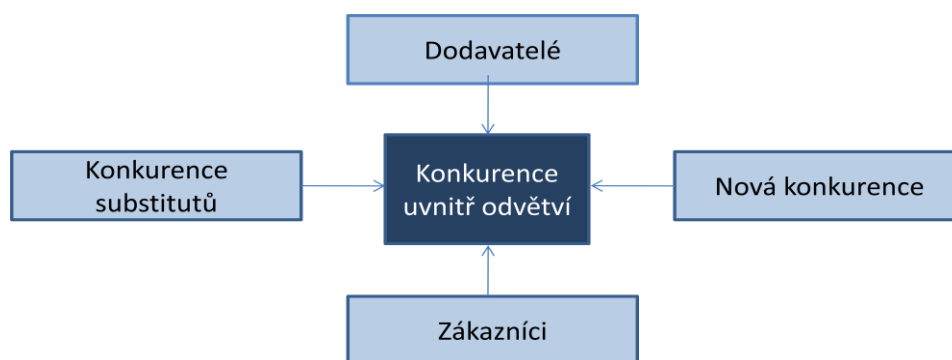 Dodavatelé
Konkurence
substitutů
Konkurence
uvnitř odvětví
Nová konkurence
Zákazníci